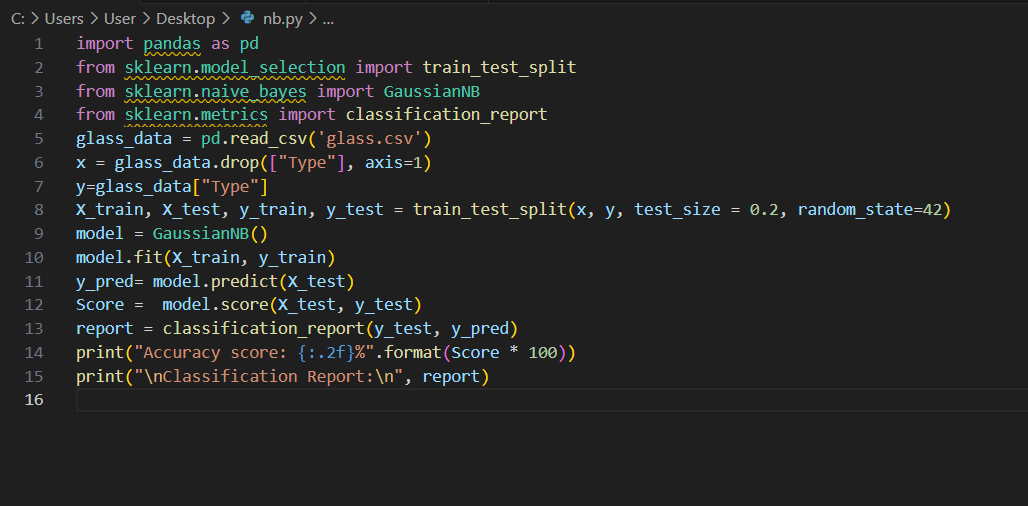 C: > Users > User > Desktop > nb.py > ...
1 import pandas as pd
2 from sklearn.model_selection import train_test_split
3 from sklearn.naive_bayes import GaussianNB
4 from sklearn.metrics import classification_report
5 glass_data = pd.read_csv('glass.csv')
6 x = glass_data.drop(["Type"], axis=1)
7 y=glass_data["Type"]
8 X_train, X_test, y_train, y_test = train_test_split(x, y, test_size = 0.2, random_state=42)
9 model = GaussianNB()
10 model.fit(X_train, y_train)
11 y_pred= model.predict(X_test)
12 Score =  model.score(X_test, y_test)
13 report = classification_report(y_test, y_pred)
14 print("Accuracy score: {:.2f}%".format(Score * 100))
15 print("\nClassification Report:\n", report)
16